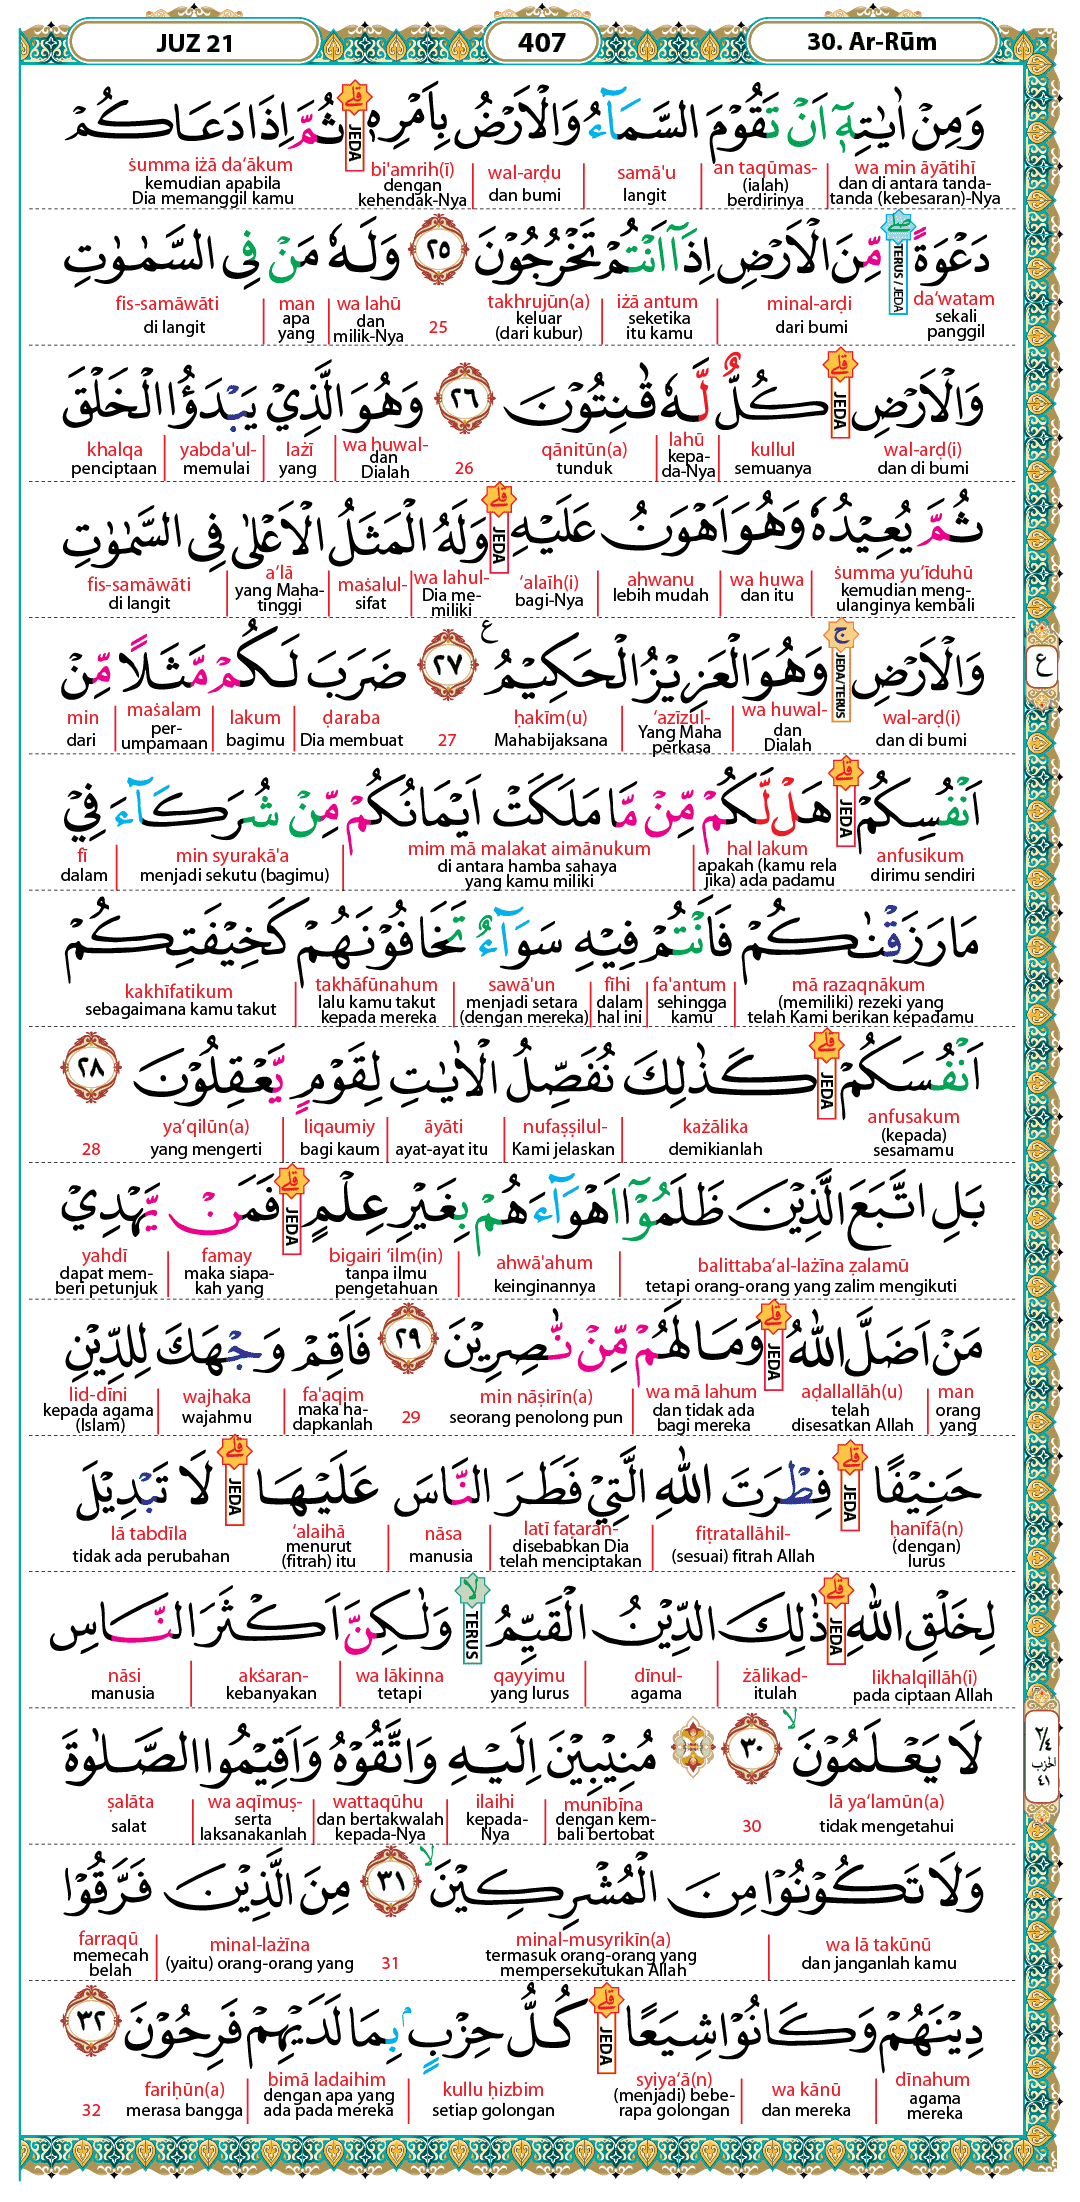 JUZ 21
407
30. Ar-Rūm
وَمِنْ اٰيٰتِهٖٓ اَنْ تَقُوْمَ السَّمَاۤءُ وَالْاَرْضُ بِاَمْرِهٖ ۗ ثُمَّ اِذَا دَعَاكُمْ
JEDA
wa min āyātihī an taqūmas- samā'u wal-arḍu bi'amrih(ī) ṡumma iżā da‘ākum
dan di antara tanda-tanda (kebesaran)-Nya (ialah) berdirinya langit dan bumi dengan kehendak-Nya kemudian apabila Dia memanggil kamu
دَعْوَةً ۖ مِّنَ الْاَرْضِ اِذَآ اَنْتُمْ تَخْرُجُوْنَ ٢٥ وَلَهٗ مَنْ فِى السَّمٰوٰتِ
TERUS / JEDA
da‘watam minal-arḍi iżā antum takhrujūn(a) 25 wa lahū man fis-samāwāti
sekali panggil dari bumi seketika itu kamu keluar (dari kubur) dan milik-Nya apa yang di langit
وَالْاَرْضِ ۗ كُلٌّ لَّهٗ قٰنِتُوْنَ ٢٦ وَهُوَ الَّذِيْ يَبْدَؤُا الْخَلْقَ
JEDA
wal-arḍ(i) kullul lahū qānitūn(a) 26 wa huwal- lażī yabda'ul- khalqa
dan di bumi semuanya kepa-da-Nya tunduk dan Dialah yang memulai penciptaan
ثُمَّ يُعِيْدُهٗ وَهُوَ اَهْوَنُ عَلَيْهِ ۗ وَلَهُ الْمَثَلُ الْاَعْلٰى فِى السَّمٰوٰتِ
JEDA
ṡumma yu‘īduhū wa huwa ahwanu ‘alaīh(i) wa lahul- maṡalul- a‘lā fis-samāwāti
kemudian meng-ulanginya kembali dan itu lebih mudah bagi-Nya Dia me-miliki sifat yang Maha-tinggi di langit
وَالْاَرْضِ ۚ وَهُوَ الْعَزِيْزُ الْحَكِيْمُ ࣖ ٢٧ ضَرَبَ لَكُمْ مَّثَلًا مِّنْ
JEDA/TERUS
ع
wal-arḍ(i) wa huwal- ‘azīzul- ḥakīm(u) 27 ḍaraba lakum maṡalam min
dan di bumi dan Dialah Yang Maha perkasa Mahabijaksana Dia membuat bagimu per-umpamaan dari
اَنْفُسِكُمْ ۗ هَلْ لَّكُمْ مِّنْ مَّا مَلَكَتْ اَيْمَانُكُمْ مِّنْ شُرَكَاۤءَ فِيْ
JEDA
anfusikum hal lakum mim mā malakat aimānukum min syurakā'a fī
dirimu sendiri apakah (kamu rela jika) ada padamu di antara hamba sahaya yang kamu miliki menjadi sekutu (bagimu) dalam
مَا رَزَقْنٰكُمْ فَاَنْتُمْ فِيْهِ سَوَاۤءٌ تَخَافُوْنَهُمْ كَخِيْفَتِكُمْ
mā razaqnākum fa'antum fīhi sawā'un takhāfūnahum kakhīfatikum
(memiliki) rezeki yang telah Kami berikan kepadamu sehingga kamu dalam hal ini menjadi setara (dengan mereka) lalu kamu takut kepada mereka sebagaimana kamu takut
اَنْفُسَكُمْ ۗ كَذٰلِكَ نُفَصِّلُ الْاٰيٰتِ لِقَوْمٍ يَّعْقِلُوْنَ ٢٨
JEDA
anfusakum każālika nufaṣṣilul- āyāti liqaumiy ya‘qilūn(a) 28
(kepada) sesamamu demikianlah Kami jelaskan ayat-ayat itu bagi kaum yang mengerti
بَلِ اتَّبَعَ الَّذِيْنَ ظَلَمُوْٓا اَهْوَاۤءَهُمْ بِغَيْرِ عِلْمٍ ۗ فَمَنْ يَّهْدِيْ
JEDA
balittaba‘al-lażīna ẓalamū ahwā'ahum bigairi ‘ilm(in) famay yahdī
tetapi orang-orang yang zalim mengikuti keinginannya tanpa ilmu pengetahuan maka siapa-kah yang dapat mem-beri petunjuk
مَنْ اَضَلَّ اللّٰهُ ۗ وَمَا لَهُمْ مِّنْ نّٰصِرِيْنَ ٢٩ فَاَقِمْ وَجْهَكَ لِلدِّيْنِ
JEDA
man aḍallallāh(u) wa mā lahum min nāṣirīn(a) 29 fa'aqim wajhaka lid-dīni
orang yang telah disesatkan Allah dan tidak ada bagi mereka seorang penolong pun maka ha-dapkanlah wajahmu kepada agama (Islam)
حَنِيْفًا ۗ فِطْرَتَ اللّٰهِ الَّتِيْ فَطَرَ النَّاسَ عَلَيْهَا ۗ لَا تَبْدِيْلَ
JEDA JEDA
ḥanīfā(n) fiṭratallāhil- latī faṭaran- nāsa ‘alaihā lā tabdīla
(dengan) lurus (sesuai) fitrah Allah disebabkan Dia telah menciptakan manusia menurut (fitrah) itu tidak ada perubahan
لِخَلْقِ اللّٰهِ ۗ ذٰلِكَ الدِّيْنُ الْقَيِّمُ ۙ وَلٰكِنَّ اَكْثَرَ النَّاسِ
JEDA TERUS
likhalqillāh(i) żālikad- dīnul- qayyimu wa lākinna akṡaran- nāsi
pada ciptaan Allah itulah agama yang lurus tetapi kebanyakan manusia
لَا يَعْلَمُوْنَ ۙ ٣٠ ۞ مُنِيْبِيْنَ اِلَيْهِ وَاتَّقُوْهُ وَاَقِيْمُوا الصَّلٰوةَ
٢/٤ الحزب ٤١
lā ya‘lamūn(a) 30 munībīna ilaihi wattaqūhu wa aqīmuṣ- ṣalāta
tidak mengetahui dengan kem-bali bertobat kepada-Nya dan bertakwalah kepada-Nya serta laksanakanlah salat
وَلَا تَكُوْنُوْا مِنَ الْمُشْرِكِيْنَ ۙ ٣١ مِنَ الَّذِيْنَ فَرَّقُوْا
wa lā takūnū minal-musyrikīn(a) 31 minal-lażīna farraqū
dan janganlah kamu termasuk orang-orang yang mempersekutukan Allah (yaitu) orang-orang yang memecah belah
دِيْنَهُمْ وَكَانُوْا شِيَعًا ۗ كُلُّ حِزْبٍۢ بِمَا لَدَيْهِمْ فَرِحُوْنَ ٣٢
JEDA
dīnahum wa kānū syiya‘ā(n) kullu ḥizbim bimā ladaihim fariḥūn(a) 32
agama mereka dan mereka (menjadi) bebe-rapa golongan setiap golongan dengan apa yang ada pada mereka merasa bangga